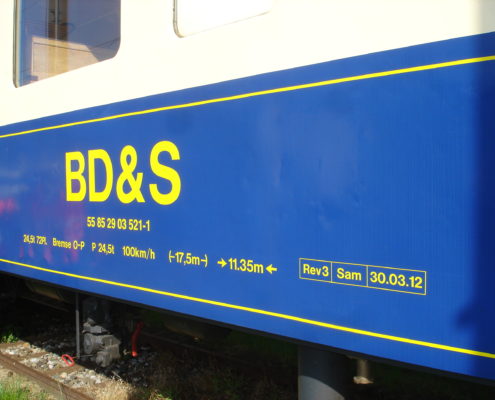 BD&S
55 85 29 03 521-1
24,5t 72Pl. Bremse O-P P 24,5t 100km/h (–17,5m–) →11.35m← Rev3 Sam 30.03.12